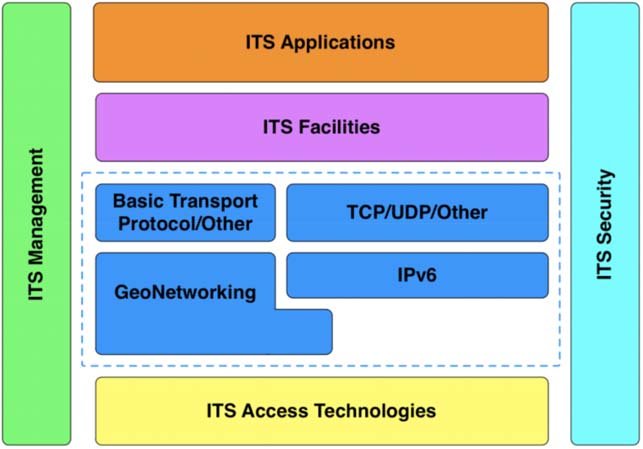 ITS Management
ITS Applications
ITS Facilities
Basic Transport
Protocol/Other
TCP/UDP/Other
GeoNetworking
IPv6
ITS Access Technologies
ITS Security